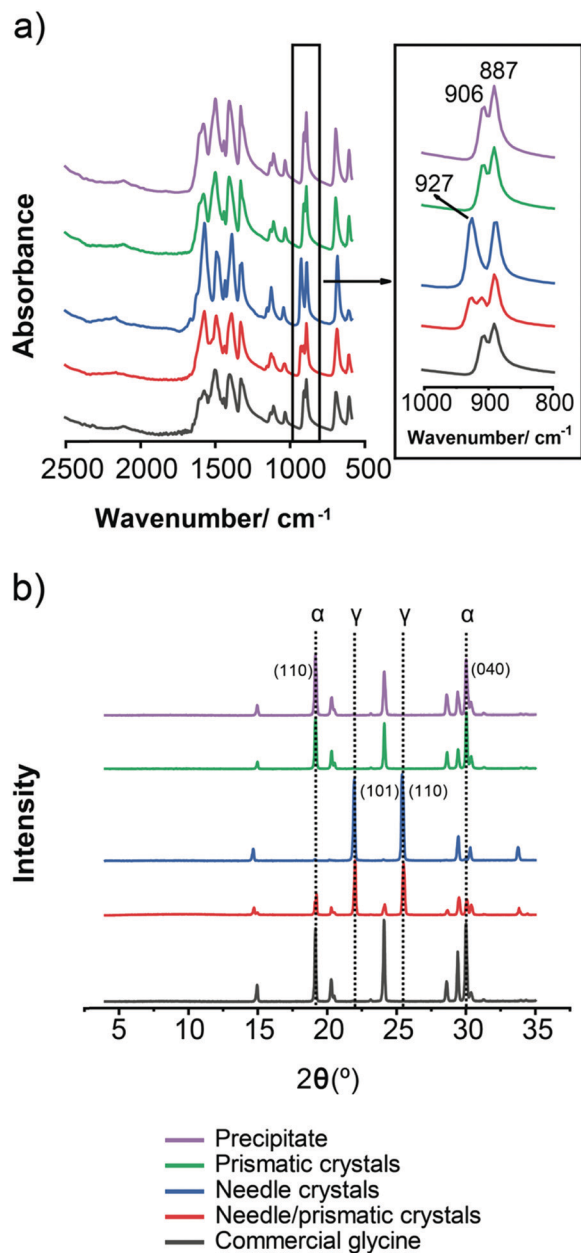 a)
887
906
927
Absorbance
1000 900 800
Wavenumber/ cm-1
2500 2000 1500 1000 500
Wavenumber/ cm-1
b)
α γ γ α
(110) (040)
(101) (110)
Intensity
5 10 15 20 25 30 35
2θ(º)
Precipitate
Prismatic crystals
Needle crystals
Needle/prismatic crystals
Commercial glycine